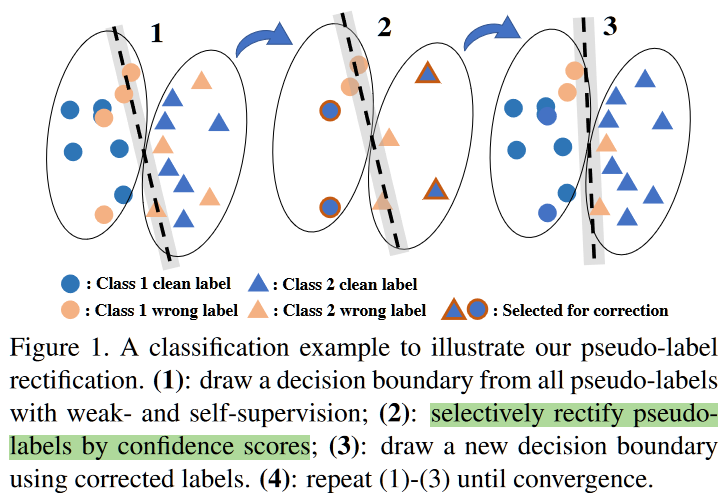 1 2 3
: Class 1 clean label : Class 2 clean label
: Class 1 wrong label : Class 2 wrong label : Selected for correction
Figure 1. A classification example to illustrate our pseudo-label
rectification. (1): draw a decision boundary from all pseudo-labels
with weak- and self-supervision; (2): selectively rectify pseudo-
labels by confidence scores; (3): draw a new decision boundary
using corrected labels. (4): repeat (1)-(3) until convergence.